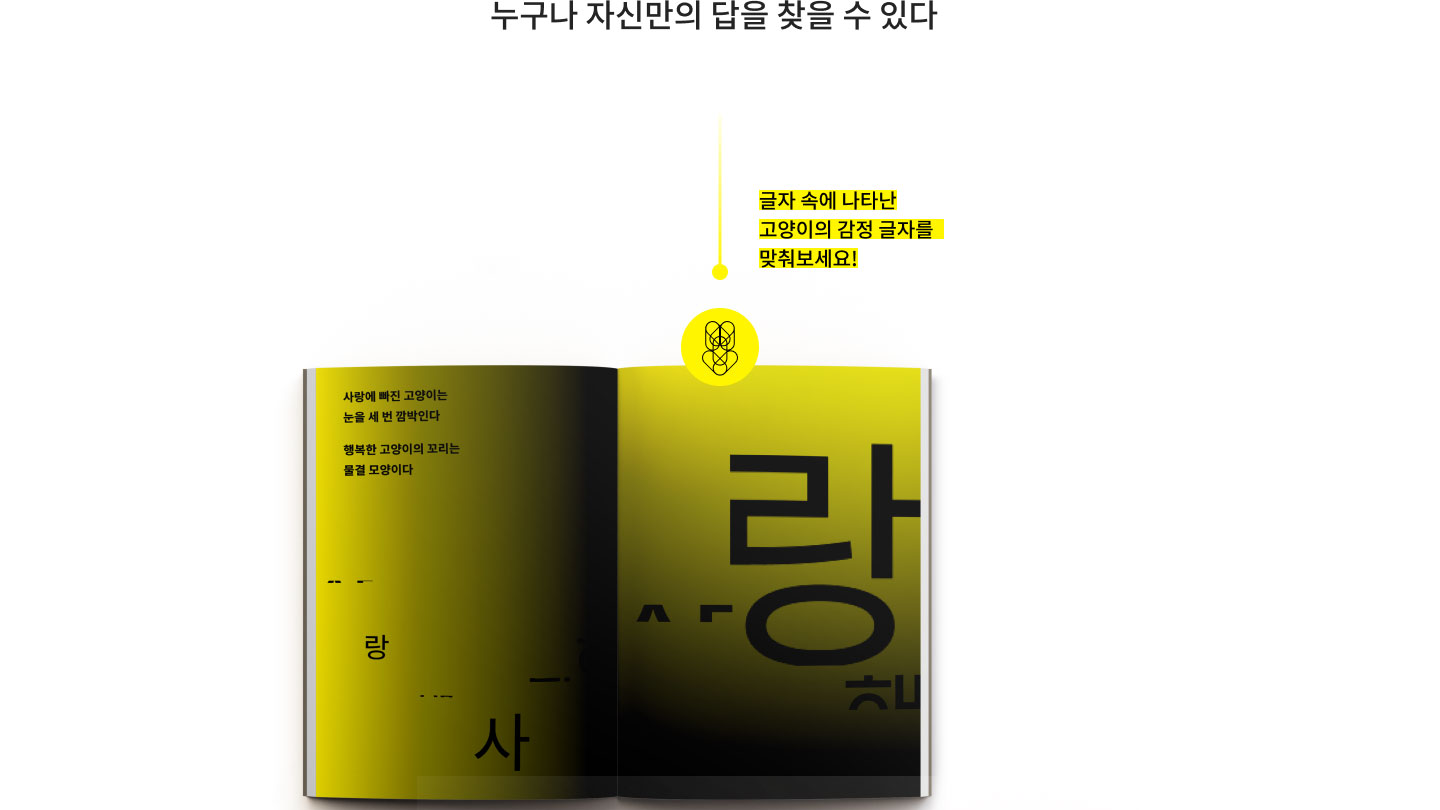 누구나 자신만의 답을 찾을 수 있다
글자 속에 나타난
고양이의 감정 글자를
맞춰보세요!
사랑에 빠진 고양이는
눈을 세 번 깜박인다
행복한 고양이의 꼬리는
물결 모양이다
랑
사
랑